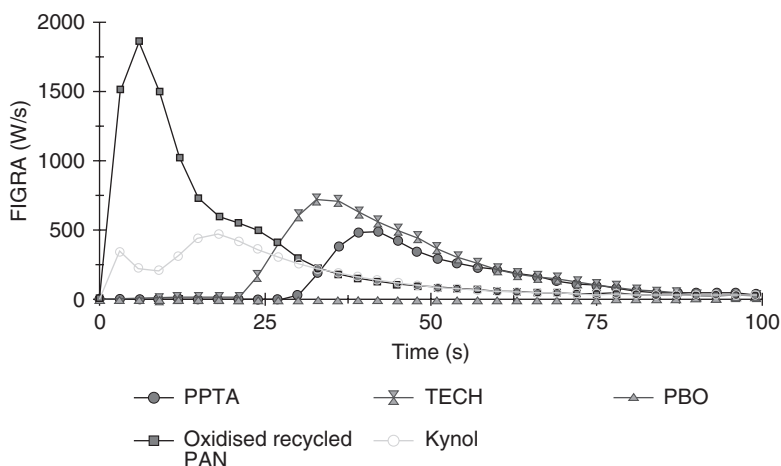 2000
1500
1000
500
0
FIGRA (W/s)
0 25 50 75 100
Time (s)
PPTA TECH PBO
Oxidised recycled Kynol
PAN